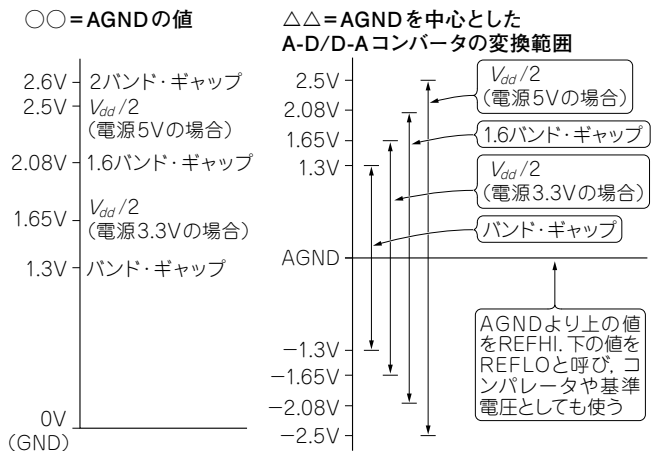 ○○=AGNDの値
2.6V 2バンド・ギャップ
2.5V Vdd/2
(電源5Vの場合)
2.08V 1.6バンド・ギャップ
1.65V Vdd/2
(電源3.3Vの場合)
1.3V バンド・ギャップ
0V
(GND)
△△=AGNDを中心とした
A-D/D-Aコンバータの変換範囲
2.5V
2.08V
1.65V
1.3V
AGND
−1.3V
−1.65V
−2.08V
−2.5V
Vdd/2
(電源5Vの場合)
1.6バンド・ギャップ
Vdd/2
(電源3.3Vの場合)
バンド・ギャップ
AGNDより上の値
をREFHI．下の値を
REFLOと呼び，コ
ンパレータや基準
電圧としても使う